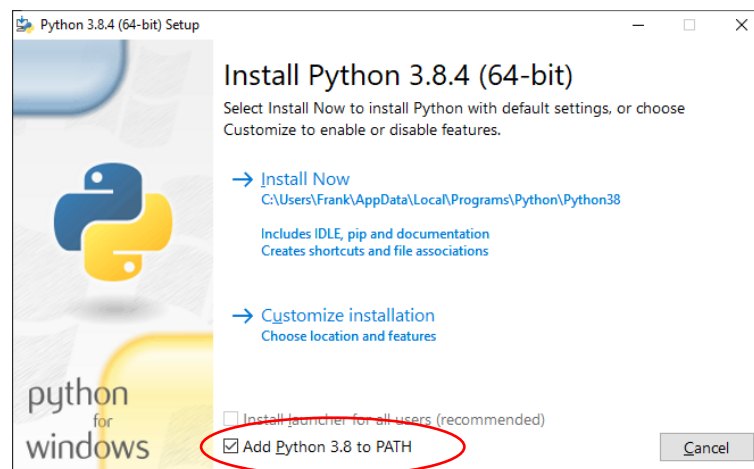 Python 3.8.4 (64-bit) Setup
Install Python 3.8.4 (64-bit)
Select Install Now to install Python with default settings, or choose
Customize to enable or disable features.
Install Now
C:\Users\Frank\AppData\Local\Programs\Python\Python38
Includes IDLE, pip and documentation
Creates shortcuts and file associations
Customize installation
Choose location and features
python
for
windows
Install launcher for all users (recommended)
Add Python 3.8 to PATH
Cancel